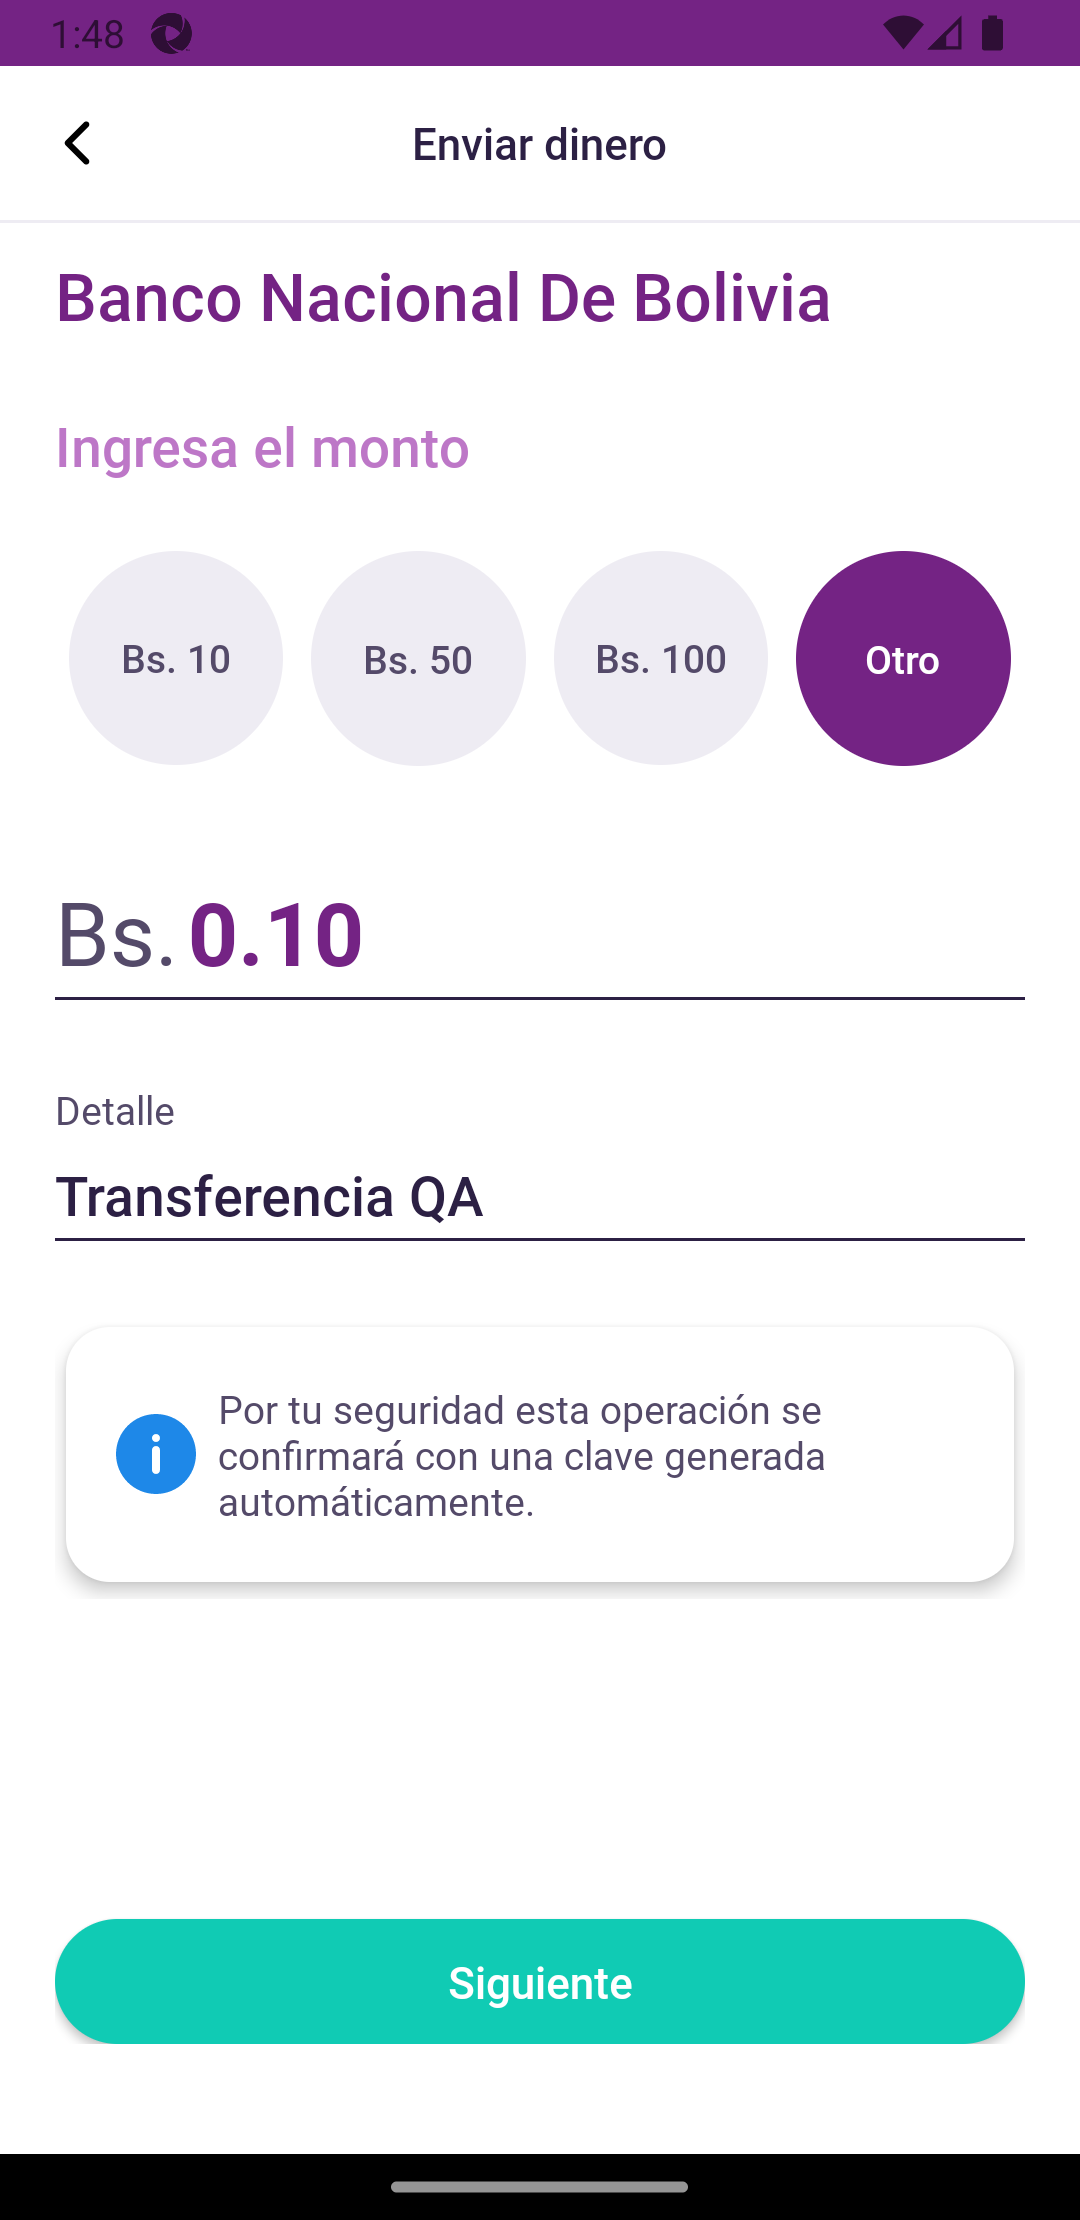 1:48
Enviar dinero
Banco Nacional De Bolivia
Ingresa el monto
Bs. 10
Bs. 50
Bs. 100
Otro
Bs. 0.10
Detalle
Transferencia QA
Por tu seguridad esta operación se
confirmará con una clave generada
automáticamente.
Siguiente